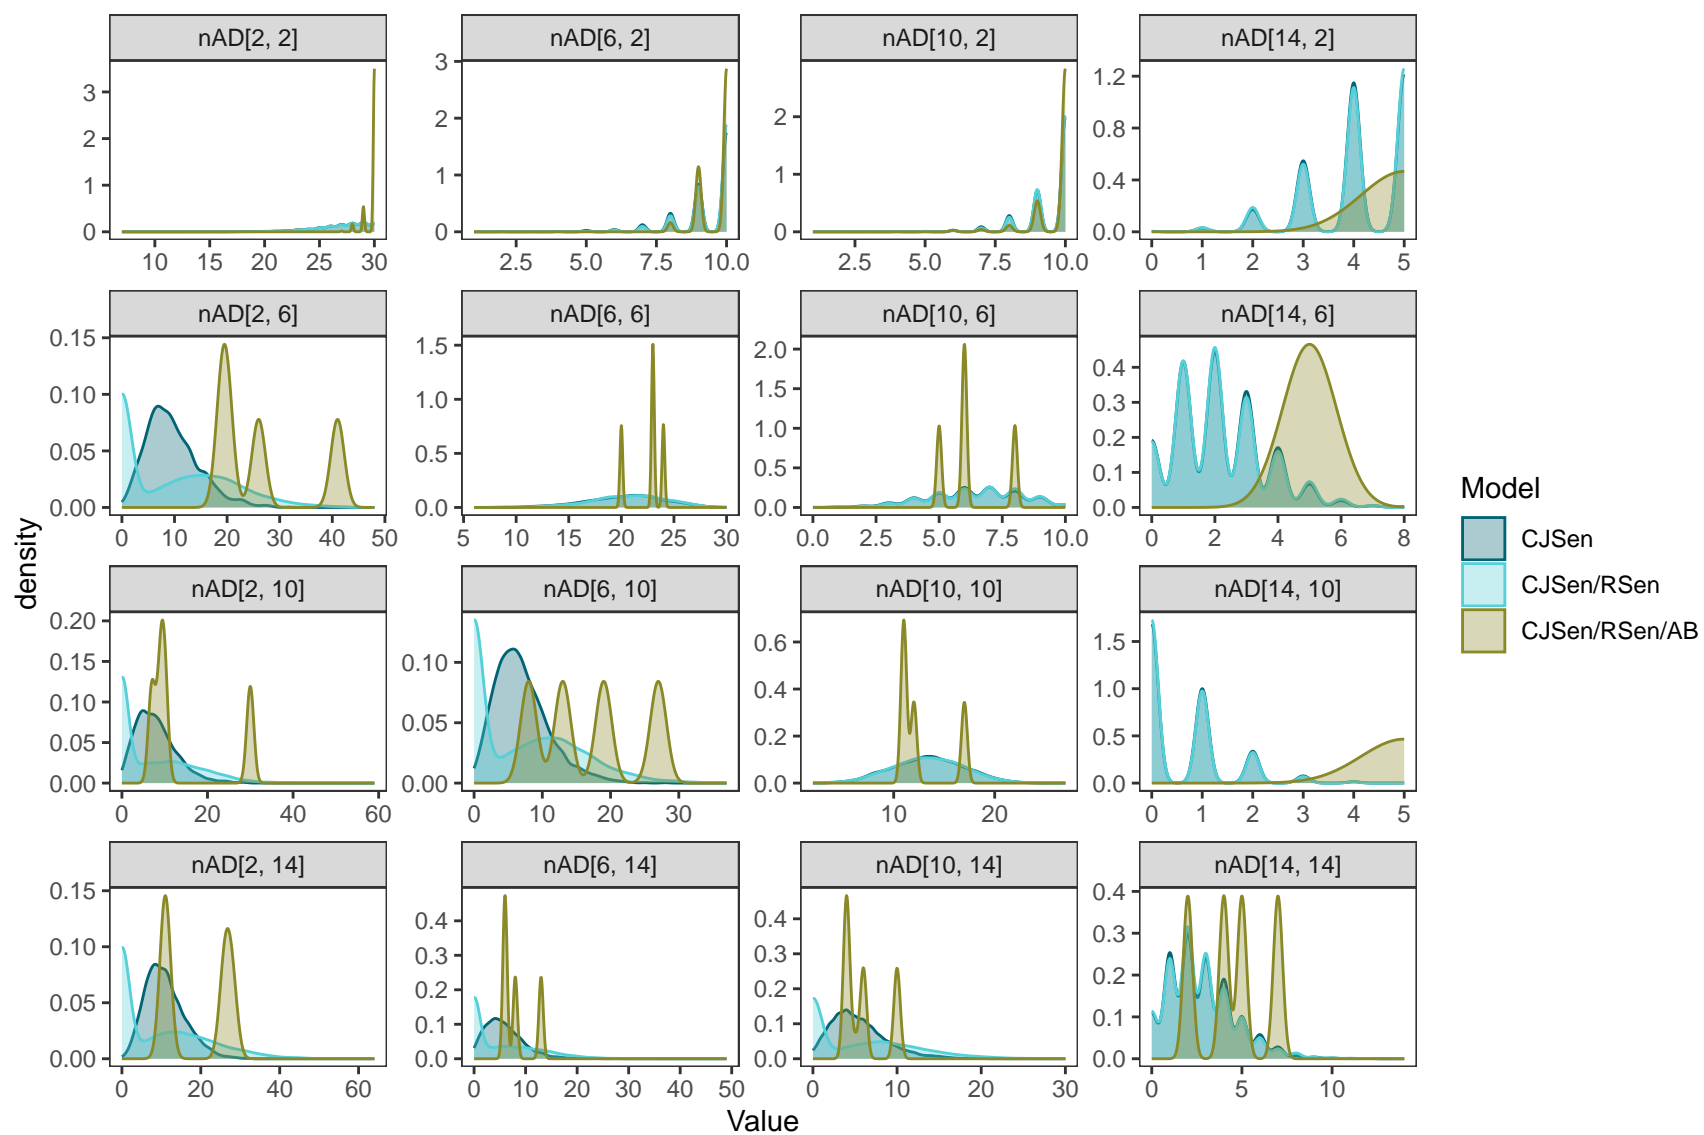 nAD[2, 2] nAD[6, 2] nAD[10, 2] nAD[14, 2]
3 2 1 0
3 2 1 0
2 1 0
1.2 0.8 0.4 0.0
10 15 20 25 30
2.5 5.0 7.5 10.0
2.5 5.0 7.5 10.0
0 1 2 3 4 5
nAD[2, 6] nAD[6, 6] nAD[10, 6] nAD[14, 6]
0.15 0.10 0.05 0.00
1.5 1.0 0.5 0.0
2.0 1.5 1.0 0.5 0.0
0.4 0.3 0.2 0.1 0.0
0 10 20 30 40 50
5 10 15 20 25 30
0.0 2.5 5.0 7.5 10.0
0 2 4 6 8
nAD[2, 10] nAD[6, 10] nAD[10, 10] nAD[14, 10]
0.20 0.15 0.10 0.05 0.00
0.10 0.05 0.00
0.6 0.4 0.2 0.0
1.5 1.0 0.5 0.0
0 20 40 60
0 10 20 30
10 20
0 1 2 3 4 5
nAD[2, 14] nAD[6, 14] nAD[10, 14] nAD[14, 14]
0.15 0.10 0.05 0.00
0.4 0.3 0.2 0.1 0.0
0.4 0.3 0.2 0.1 0.0
0.4 0.3 0.2 0.1 0.0
0 20 40 60
0 10 20 30 40 50
0 10 20 30
0 5 10
density
Value
Model
CJSen
CJSen/RSen
CJSen/RSen/AB